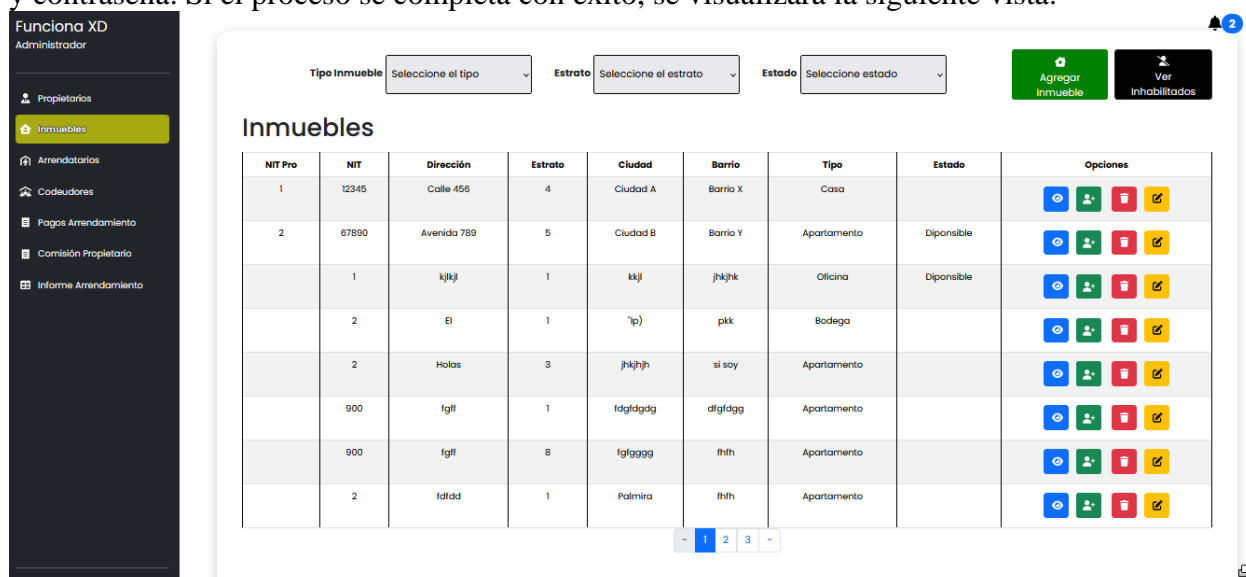 y contraseña. Si el proceso se completa con éxito, se visualizará la siguiente vista:
Funciona XD
Administrador
2
Propietarios
Inmuebles
Arrendatarios
Codeudores
Pagos Arrendamiento
Comisión Propietario
Informe Arrendamiento
Tipo Inmueble Seleccione el tipo Estrato Seleccione el estrato Estado Seleccione estado
Agregar Inmueble
Ver Inhabilitados
Inmuebles
NIT Pro NIT Dirección Estrato Ciudad Barrio Tipo Estado Opciones
1 12345 Calle 456 4 Ciudad A Barrio X Casa
2 67890 Avenida 789 5 Ciudad B Barrio Y Apartamento Diponsible
1 kjlkjl 1 kkjl jhkjhk Oficina Diponsible
2 El 1 pkk Bodega
2 Holas 3 jhkjhjh si soy Apartamento
900 fgff 1 fdgfdgdg dfgfdgg Apartamento
900 fgff 8 fgfgggg fhfh Apartamento
2 fdfdd 1 Palmira fhfh Apartamento
- 1 2 3 -